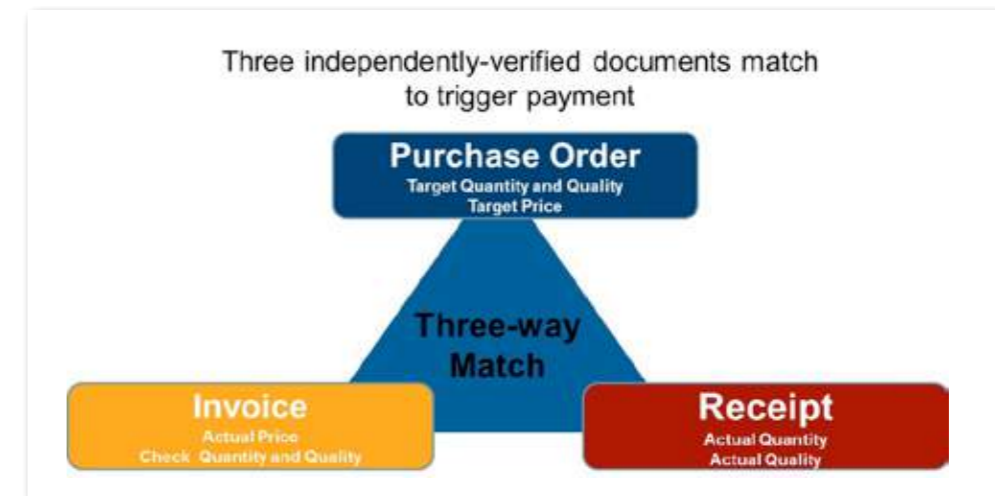 Three independently-verified documents match
to trigger payment
Purchase Order
Target Quantity and Quality
Target Price
Three-way
Match
Invoice
Actual Price
Check Quantity and Quality
Receipt
Actual Quantity
Actual Quality